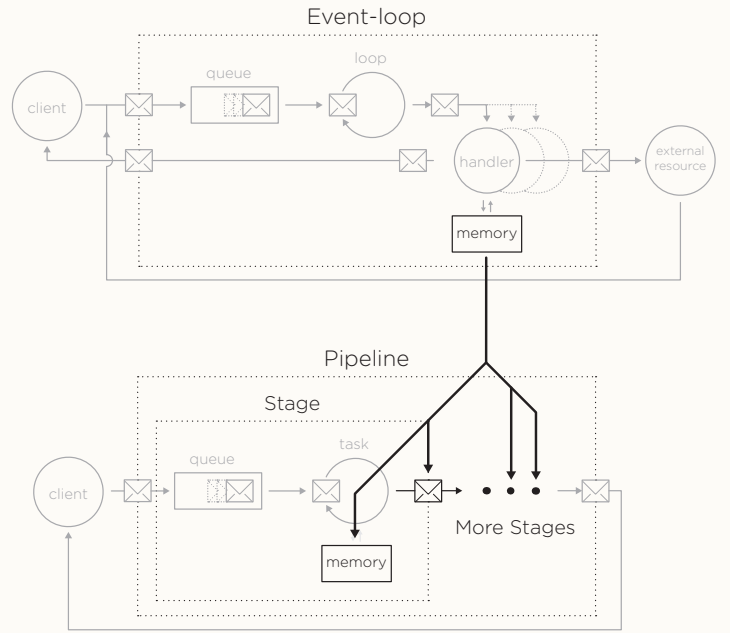 Event-loop
loop
queue
client
handler
external
resource
memory
Pipeline
Stage
task
queue
client
More Stages
memory